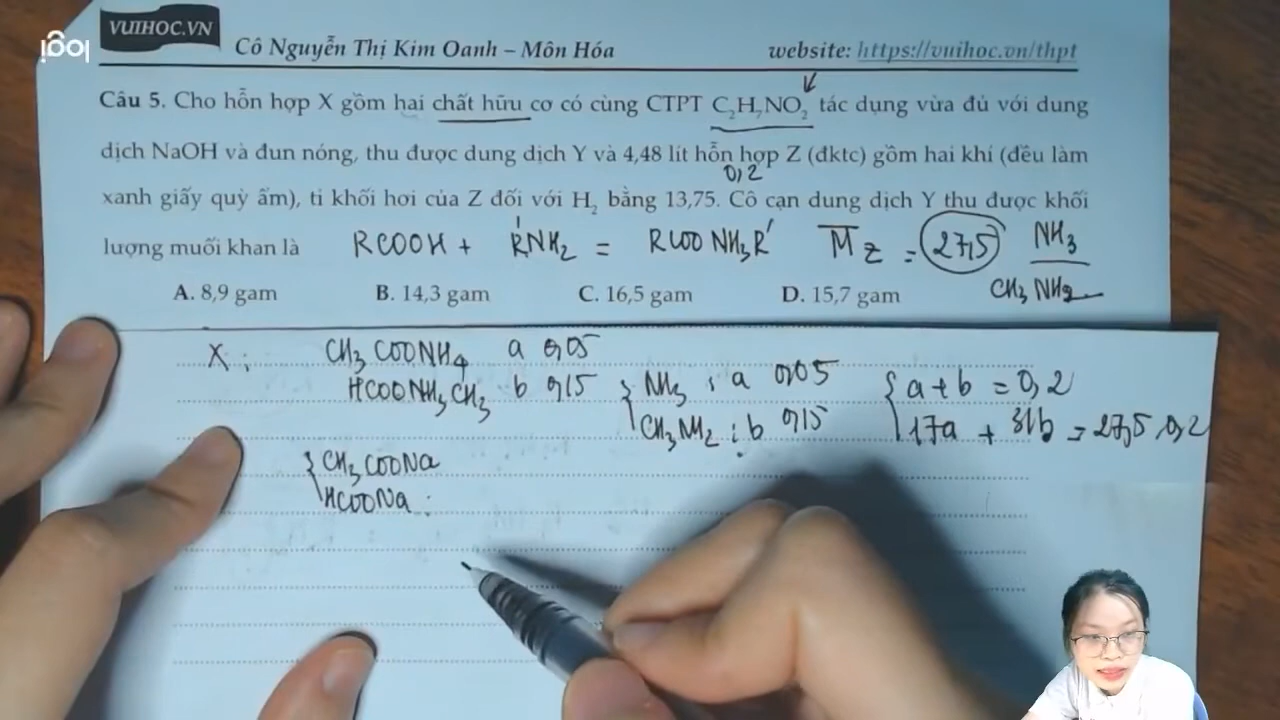 logi
VUIHOC.VN
Cô Nguyễn Thị Kim Oanh – Môn Hóa website: https://vuihoc.vn/thpt
Câu 5. Cho hỗn hợp X gồm hai chất hữu cơ có cùng CTPT C₂H₇NO₂ tác dụng vừa đủ với dung
dịch NaOH và đun nóng, thu được dung dịch Y và 4,48 lít hỗn hợp Z (đktc) gồm hai khí (đều làm
0,2
xanh giấy quỳ ẩm), tỉ khối hơi của Z đối với H₂ bằng 13,75. Cô cạn dung dịch Y thu được khối
lượng muối khan là RCOOH + R'NH₂ = RCOONH₃R' M̅z = 27,5 NH₃
CH₃NH₂
A. 8,9 gam B. 14,3 gam C. 16,5 gam D. 15,7 gam
X: CH₃COONH₄ a 0,05
HCOONH₃CH₃ b 0,15 { NH₃ : a 0,05 { a + b = 0,2
CH₃NH₂ : b 0,15 17a + 31b = 27,5.0,2
{ CH₃COONa
HCOONa :